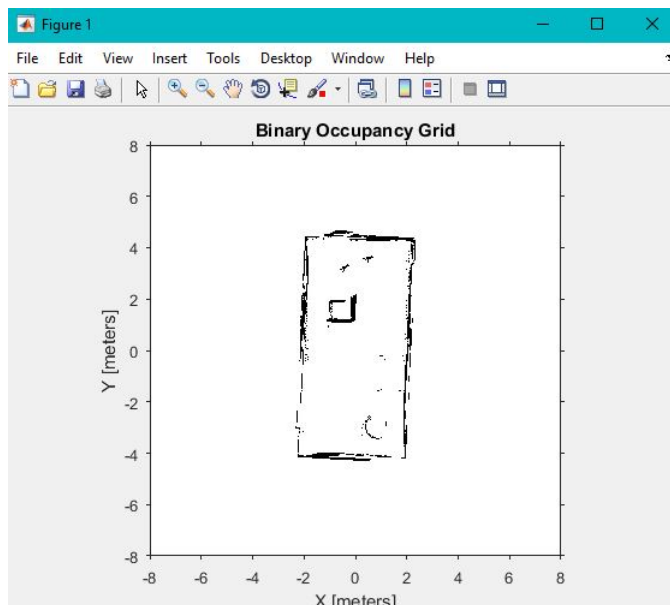 Figure 1
File Edit View Insert Tools Desktop Window Help
Binary Occupancy Grid
8
6
4
2
0
-2
-4
-6
-8
Y [meters]
-8 -6 -4 -2 0 2 4 6 8
X [meters]